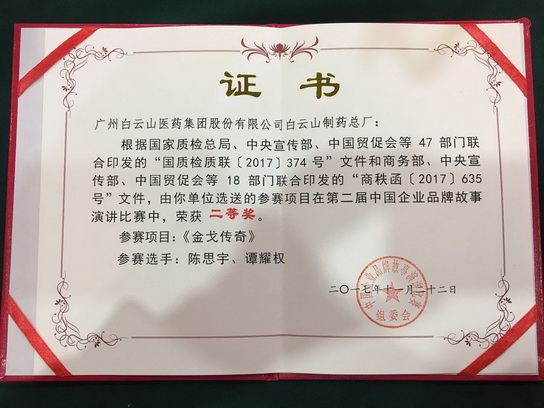 证书
广州白云山医药集团股份有限公司白云山制药总厂：
根据国家质检总局、中央宣传部、中国贸促会等 47 部门联
合印发的“国质检质联〔2017〕374 号”文件和商务部、中央宣
传部、中国贸促会等 18 部门联合印发的“商秩函〔2017〕635
号”文件，由你单位选送的参赛项目在第二届中国企业品牌故事
演讲比赛中，荣获 二等奖。
参赛项目：《金戈传奇》
参赛选手：陈思宇、谭耀权
二〇一七年十一月二十二日
组委会